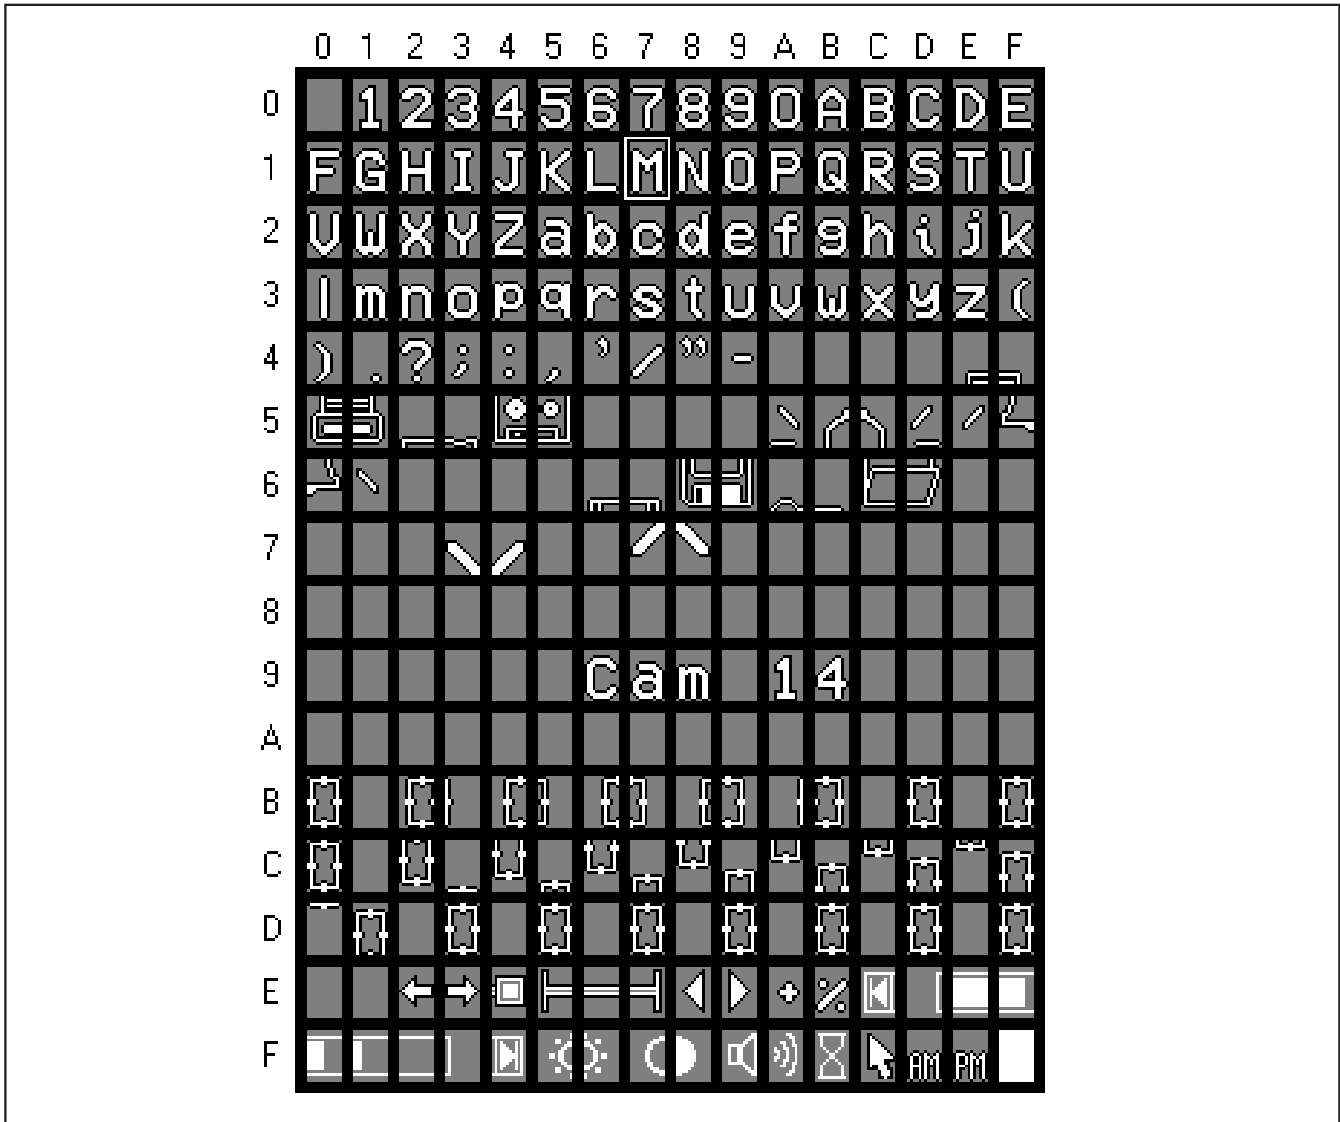 0 1 2 3 4 5 6 7 8 9 A B C D E F
0 1 2 3 4 5 6 7 8 9 0 A B C D E
1 F G H I J K L M N O P Q R S T U
2 V W X Y Z a b c d e f g h i j k
3 l m n o p q r s t u v w x y z (
4 ) . ? ; : , ' / " -
5
6
7
8
9 C a m 1 4
A
B
C
D
E + %
F AM PM